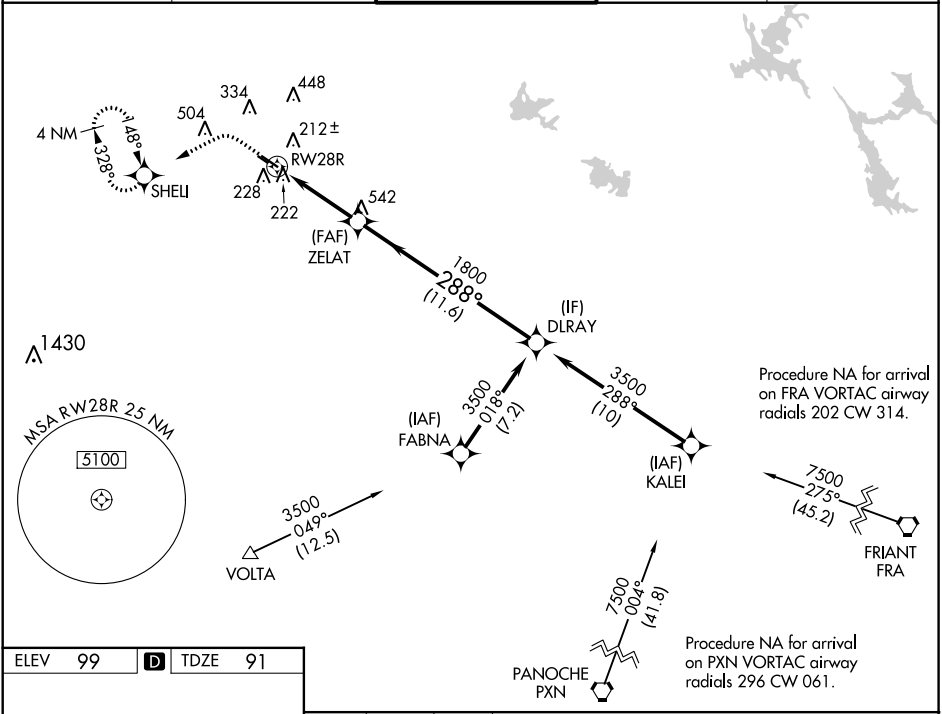 334
448
504
212±
4 NM
48°
328°
SHELI
RW28R
228
222
542
(FAF)
ZELAT
1800
288°
(11.6)
(IF)
DLRAY
1430
3500
288°
(10)
Procedure NA for arrival
on FRA VORTAC airway
radials 202 CW 314.
MSA RW28R 25 NM
5100
(IAF)
FABNA
3500
018°
(7.2)
(IAF)
KALEI
7500
275°
(45.2)
FRIANT
FRA
3500
049°
(12.5)
VOLTA
7500
004°
(41.8)
PANOCHE
PXN
Procedure NA for arrival
on PXN VORTAC airway
radials 296 CW 061.
ELEV 99 D TDZE 91